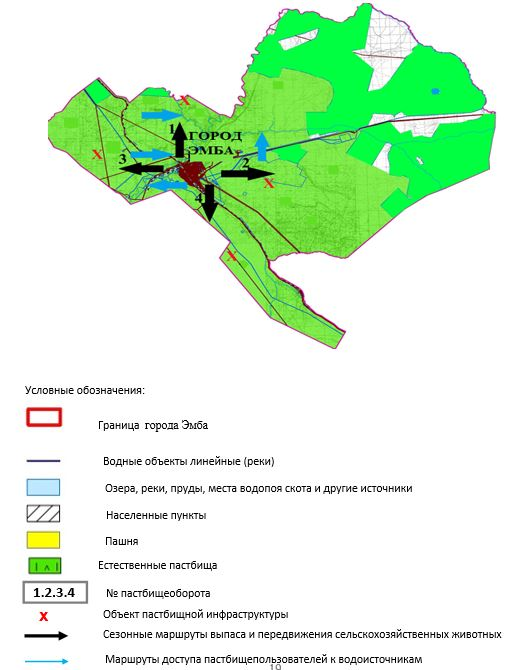 X
1
ГОРОД
ЭМБА
X
3
2
X
4
X
Условные обозначения:
Граница города Эмба
Водные объекты линейные (реки)
Озера, реки, пруды, места водопоя скота и другие источники
Населенные пункты
Пашня
Естественные пастбища
1.2.3.4 № пастбищеоборота
X Объект пастбищной инфраструктуры
Сезонные маршруты выпаса и передвижения сельскохозяйственных животных
Маршруты доступа пастбищепользователей к водоисточникам
19